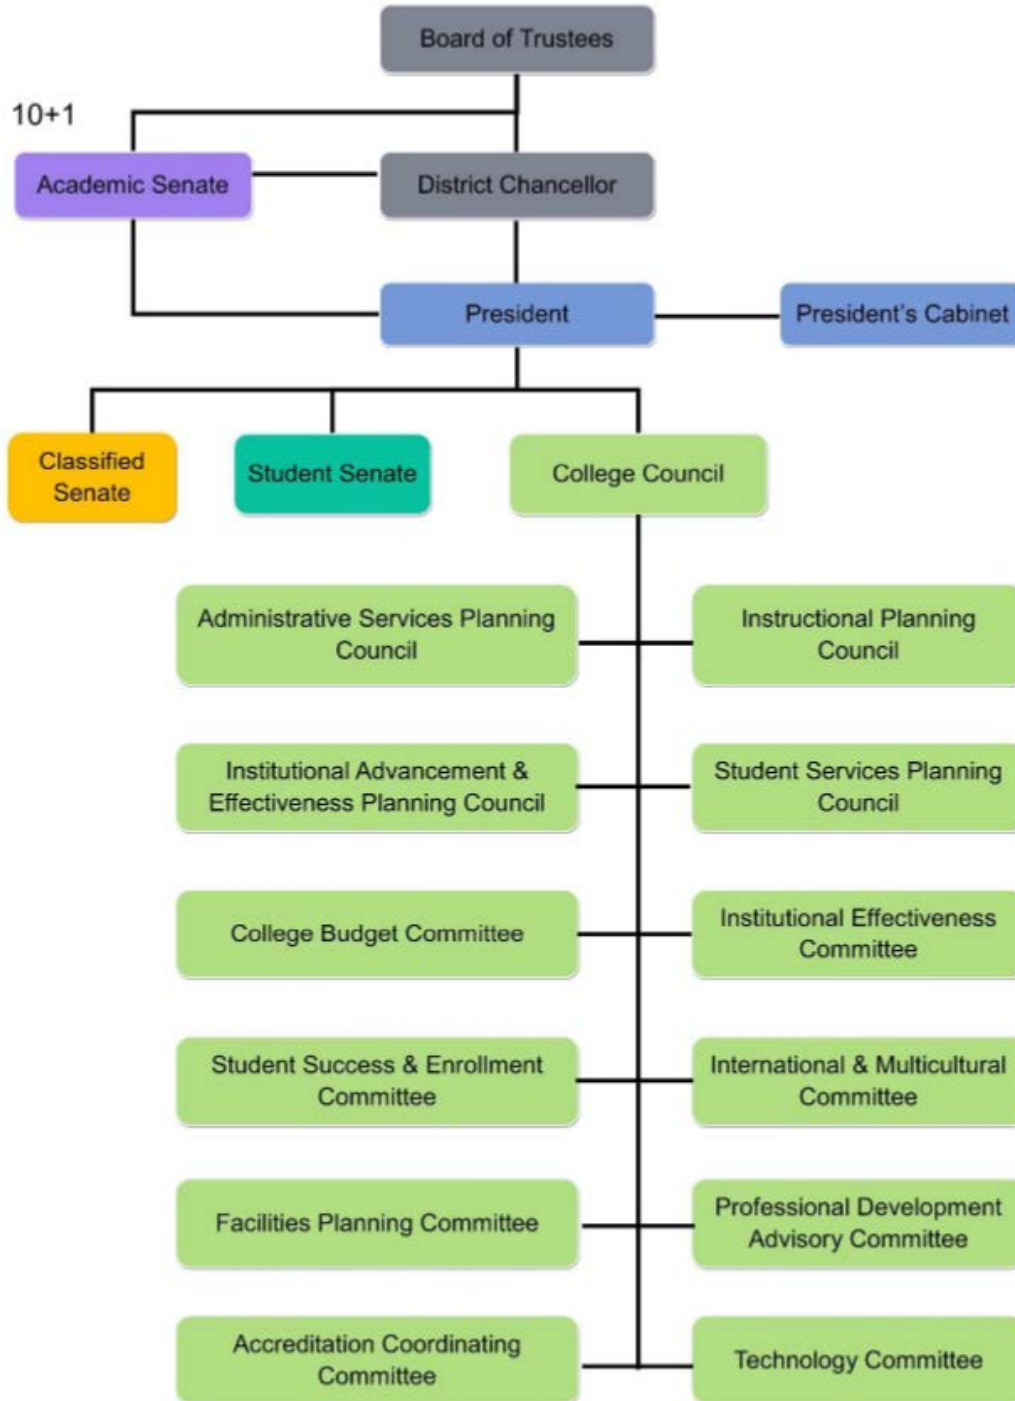 Board of Trustees
10+1
Academic Senate
District Chancellor
President
President's Cabinet
Classified
Senate
Student Senate
College Council
Administrative Services Planning
Council
Instructional Planning
Council
Institutional Advancement &
Effectiveness Planning Council
Student Services Planning
Council
College Budget Committee
Institutional Effectiveness
Committee
Student Success & Enrollment
Committee
International & Multicultural
Committee
Facilities Planning Committee
Professional Development
Advisory Committee
Accreditation Coordinating
Committee
Technology Committee